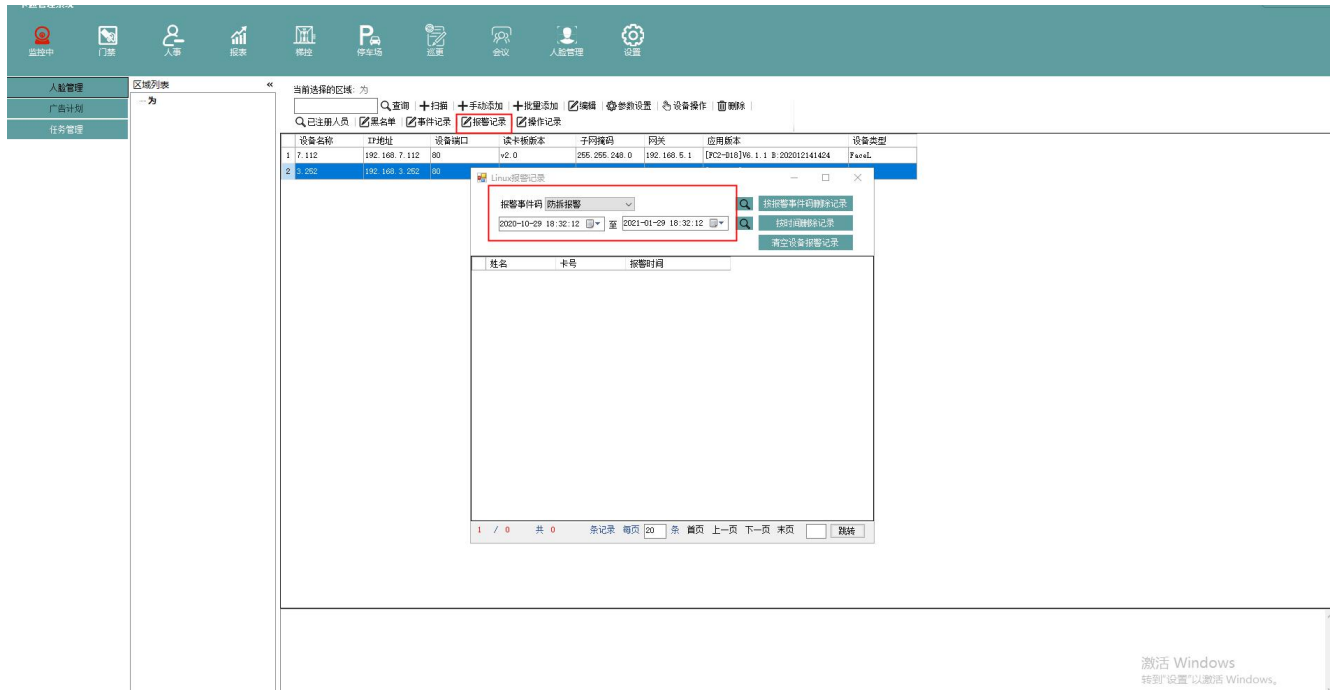 监控中 门禁 人事 报表 梯控 停车场 巡更 会议 人脸管理 设置
人脸管理
广告计划
任务管理
区域列表 «
为
当前选择的区域: 为
查询 扫描 手动添加 批里添加 编辑 参数设置 设备操作 删除
已注册人员 黑名单 事件记录 报警记录 操作记录
设备名称 IP地址 设备端口 读卡板版本 子网掩码 网关 应用版本 设备类型
1 7.112 192.168.7.112 80 v2.0 255.255.248.0 192.168.5.1 [FC2-D18]V6.1.1 B:202012141424 FaceL
2 3.252 192.168.3.252 80
Linux报警记录
报警事件码 防拆报警 按报警事件码删除记录
2020-10-29 18:32:12 至 2021-01-29 18:32:12 按时间删除记录
清空设备报警记录
姓名 卡号 报警时间
1 / 0 共 0 条记录 每页 20 条 首页 上一页 下一页 末页 跳转
激活 Windows
转到"设置"以激活 Windows。